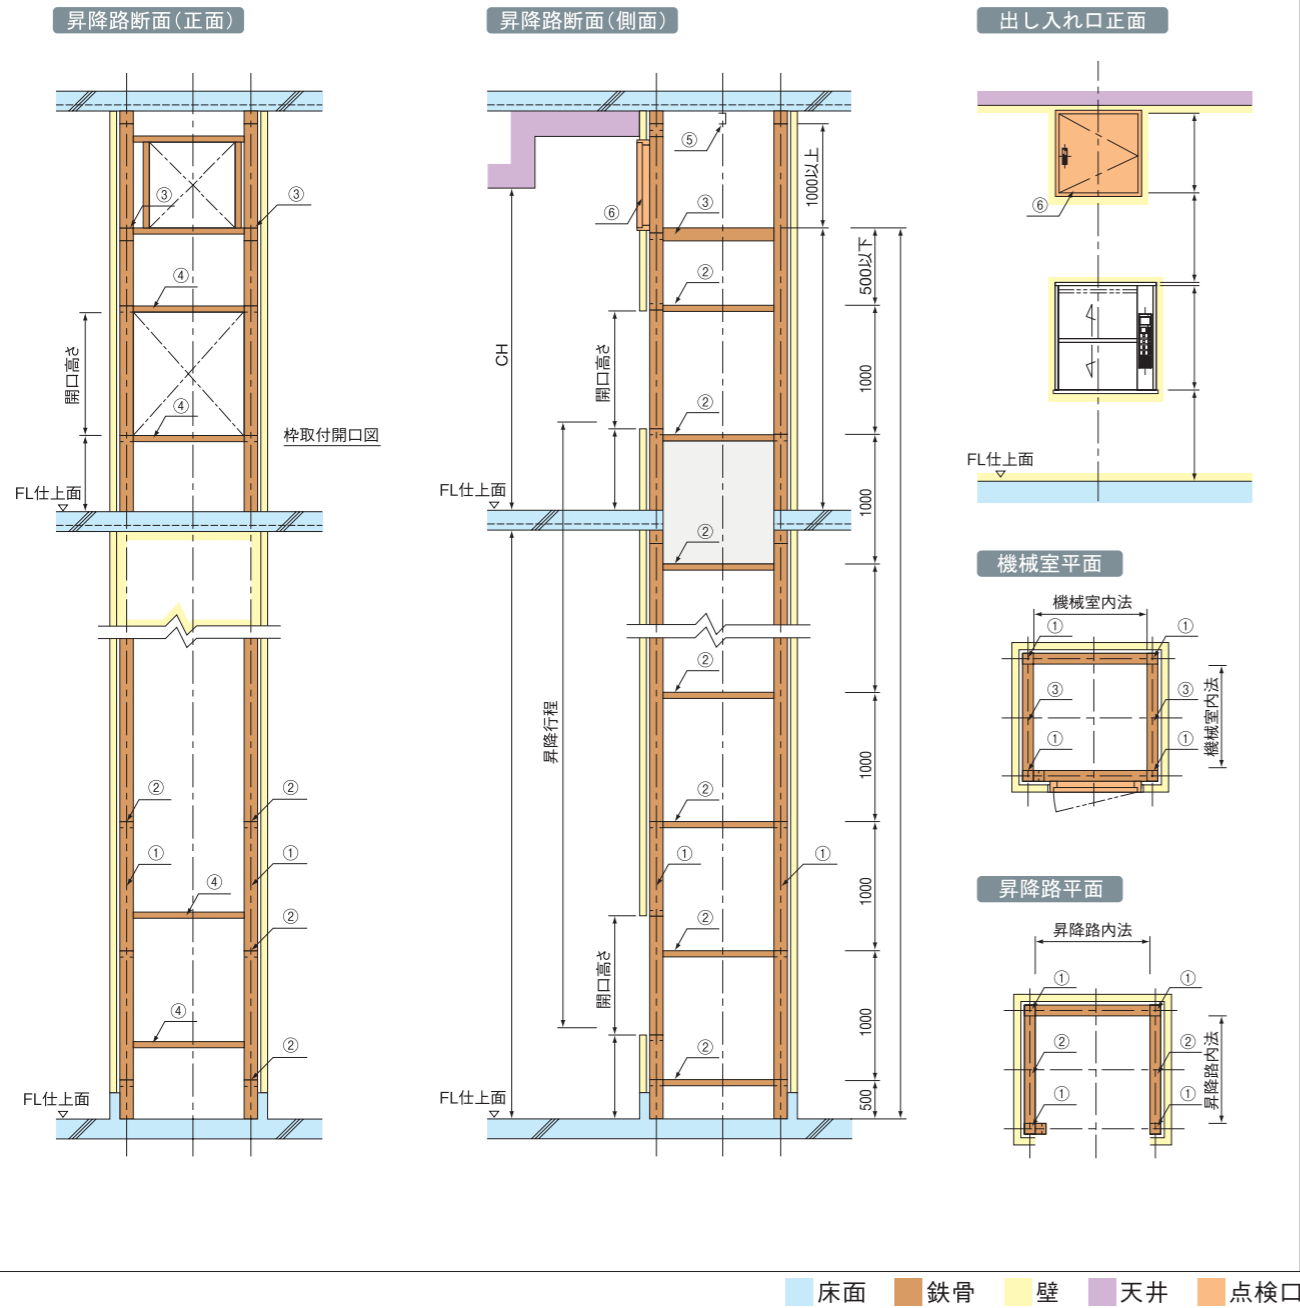 昇降路断面(正面)
③
③
④
開口高さ
④
枠取付開口図
FL仕上面
②
②
①
①
④
②
④
②
FL仕上面
昇降路断面(側面)
⑤
1000以上
⑥
③
②
500以下
CH
開口高さ
1000
②
FL仕上面
1000
②
②
昇降行程
1000
②
①
①
1000
②
開口高さ
1000
②
500
FL仕上面
出し入れ口正面
⑥
FL仕上面
機械室平面
機械室内法
①
①
③
③
機械室内法
①
①
昇降路平面
昇降路内法
①
①
②
②
昇降路内法
①
①
床面
鉄骨
壁
天井
点検口